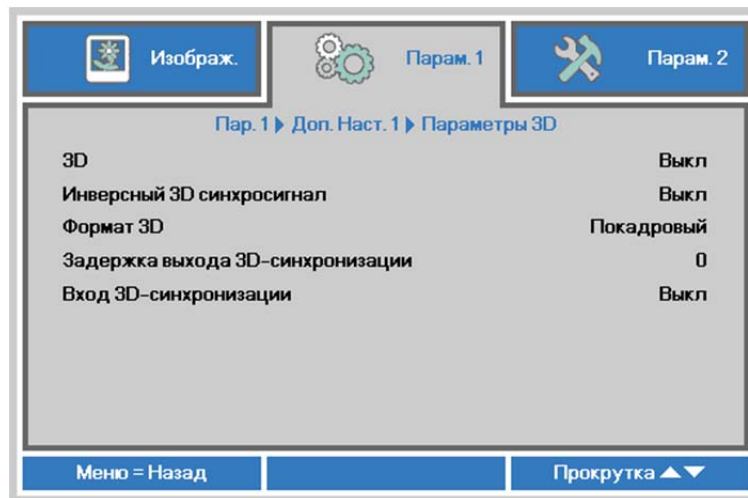 Изображ.
Парам. 1
Парам. 2
Пар. 1 ▶ Доп. Наст. 1 ▶ Параметры 3D
3D Выкл
Инверсный 3D синхросигнал Выкл
Формат 3D Покадровый
Задержка выхода 3D-синхронизации 0
Вход 3D-синхронизации Выкл
Меню = Назад
Прокрутка ▲▼